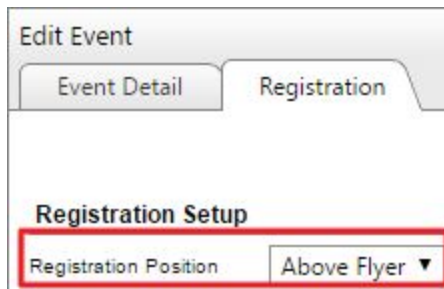 Edit Event
Event Detail Registration
Registration Setup
Registration Position Above Flyer